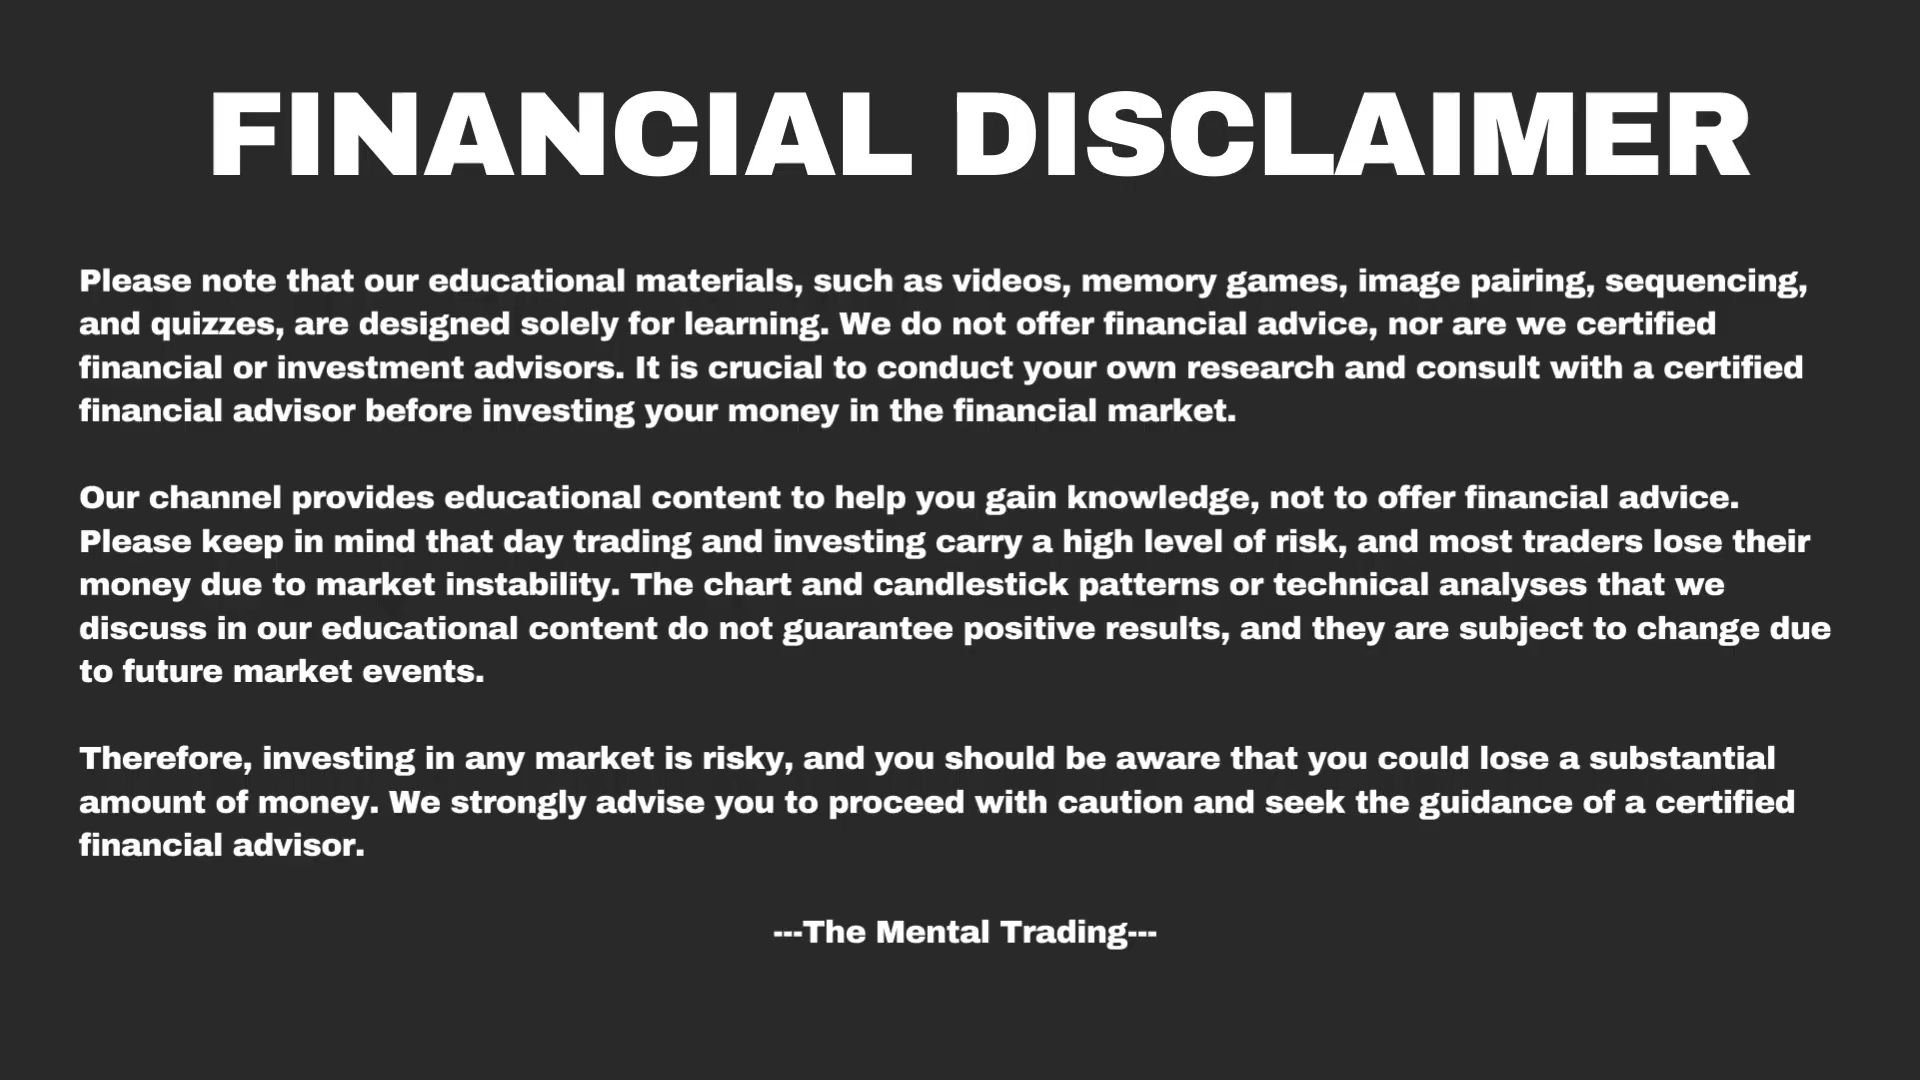 FINANCIAL DISCLAIMER
Please note that our educational materials, such as videos, memory games, image pairing, sequencing,
and quizzes, are designed solely for learning. We do not offer financial advice, nor are we certified
financial or investment advisors. It is crucial to conduct your own research and consult with a certified
financial advisor before investing your money in the financial market.
Our channel provides educational content to help you gain knowledge, not to offer financial advice.
Please keep in mind that day trading and investing carry a high level of risk, and most traders lose their
money due to market instability. The chart and candlestick patterns or technical analyses that we
discuss in our educational content do not guarantee positive results, and they are subject to change due
to future market events.
Therefore, investing in any market is risky, and you should be aware that you could lose a substantial
amount of money. We strongly advise you to proceed with caution and seek the guidance of a certified
financial advisor.
---The Mental Trading---